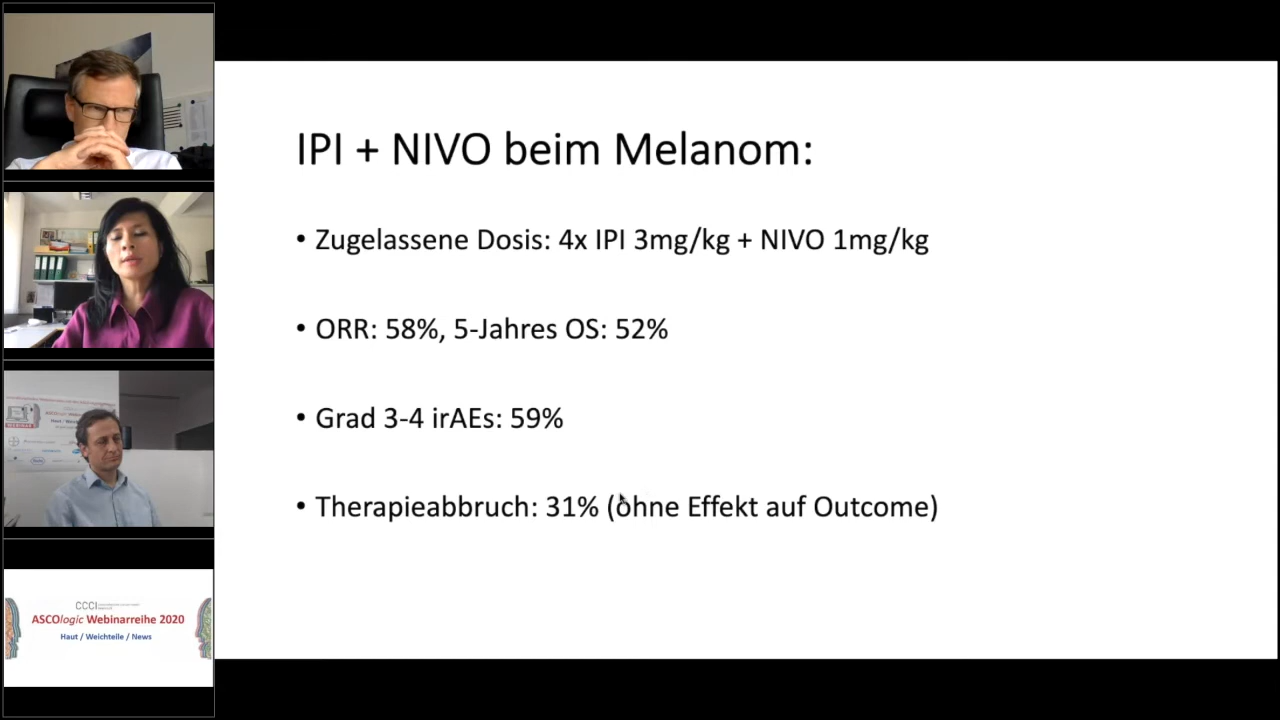 IPI + NIVO beim Melanom:
• Zugelassene Dosis: 4x IPI 3mg/kg + NIVO 1mg/kg
• ORR: 58%, 5-Jahres OS: 52%
• Grad 3-4 irAEs: 59%
• Therapieabbruch: 31% (ohne Effekt auf Outcome)
CCCI
ASCOlogic Webinarreihe 2020
Haut / Weichteile / News